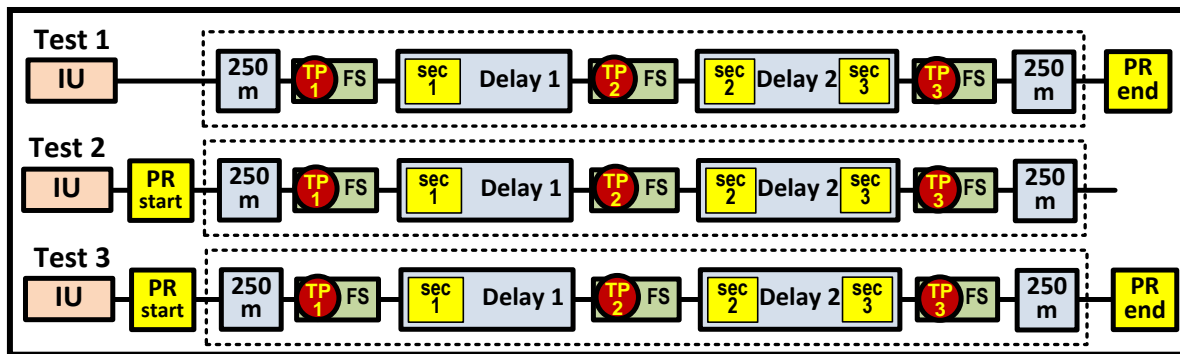 Test 1
IU
250 m
TP 1
FS
sec 1
Delay 1
TP 2
FS
sec 2
Delay 2
sec 3
TP 3
FS
250 m
PR end
Test 2
IU
PR start
250 m
TP 1
FS
sec 1
Delay 1
TP 2
FS
sec 2
Delay 2
sec 3
TP 3
FS
250 m
Test 3
IU
PR start
250 m
TP 1
FS
sec 1
Delay 1
TP 2
FS
sec 2
Delay 2
sec 3
TP 3
FS
250 m
PR end